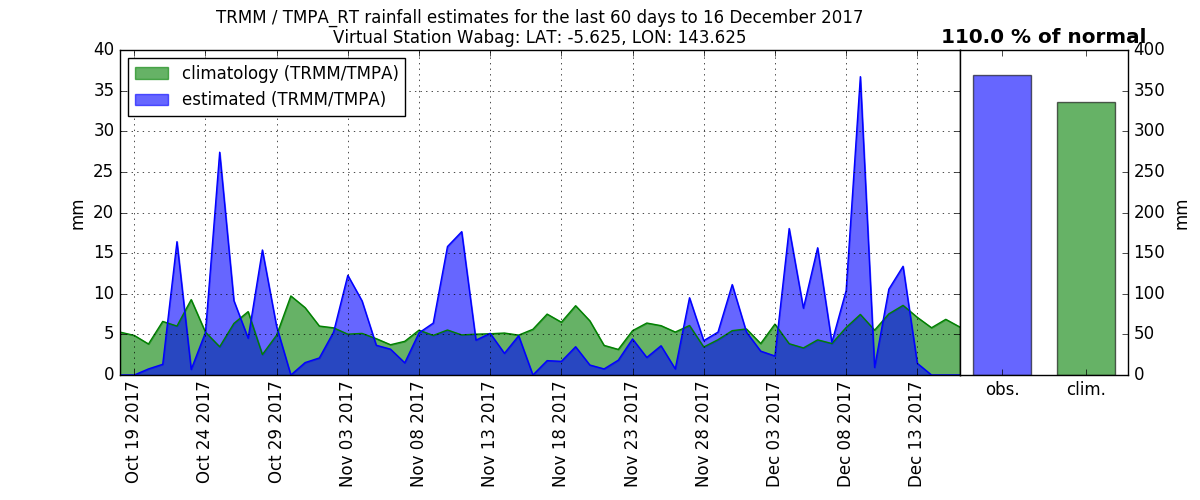 TRMM / TMPA_RT rainfall estimates for the last 60 days to 16 December 2017
Virtual Station Wabag: LAT: -5.625, LON: 143.625
110.0 % of normal
climatology (TRMM/TMPA)
estimated (TRMM/TMPA)
mm
40
35
30
25
20
15
10
5
0
400
350
300
250
200
150
100
50
0
mm
Oct 19 2017
Oct 24 2017
Oct 29 2017
Nov 03 2017
Nov 08 2017
Nov 13 2017
Nov 18 2017
Nov 23 2017
Nov 28 2017
Dec 03 2017
Dec 08 2017
Dec 13 2017
obs.
clim.